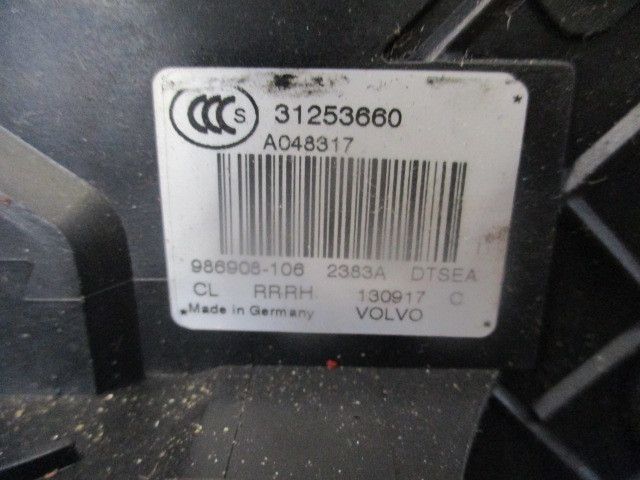 CCC S 31253660
A048317
986908-106 2383A DTSEA
CL RRRH 130917 C
Made in Germany VOLVO